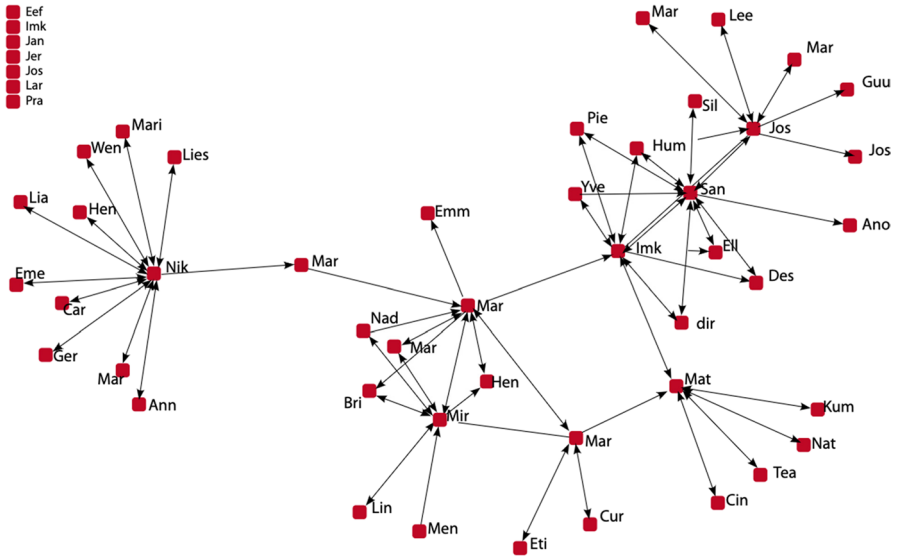 Eef
Imk
Jan
Jer
Jos
Lar
Pra
Mar
Lee
Mar
Guu
Sil
Jos
Pie
Hum
Jos
Mari
Wen
Lies
Yve
San
Lia
Hen
Emm
Ano
Imk
Ell
Nik
Mar
Eme
Des
Car
Mar
Nad
dir
Mar
Ger
Mar
Hen
Mat
Bri
Ann
Mir
Kum
Mar
Nat
Tea
Cin
Lin
Cur
Men
Eti